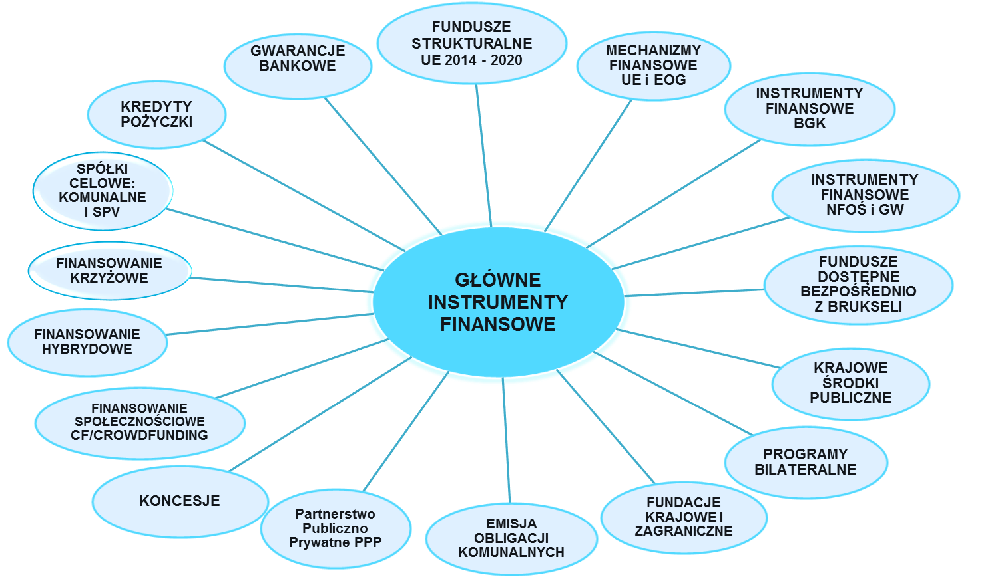 FUNDUSZE
STRUKTURALNE
UE 2014 - 2020
MECHANIZMY
FINANSOWE
UE i EOG
INSTRUMENTY
FINANSOWE
BGK
INSTRUMENTY
FINANSOWE
NFOŚ i GW
FUNDUSZE
DOSTĘPNE
BEZPOŚREDNIO
Z BRUKSELI
KRAJOWE
ŚRODKI
PUBLICZNE
PROGRAMY
BILATERALNE
FUNDACJE
KRAJOWE I
ZAGRANICZNE
EMISJA
OBLIGACJI
KOMUNALNYCH
Partnerstwo
Publiczno
Prywatne PPP
KONCESJE
FINANSOWANIE
SPOŁECZNOŚCIOWE
CF/CROWDFUNDING
FINANSOWANIE
HYBRYDOWE
FINANSOWANIE
KRZYŻOWE
SPÓŁKI
CELOWE:
KOMUNALNE
I SPV
KREDYTY
POŻYCZKI
GWARANCJE
BANKOWE
GŁÓWNE
INSTRUMENTY
FINANSOWE